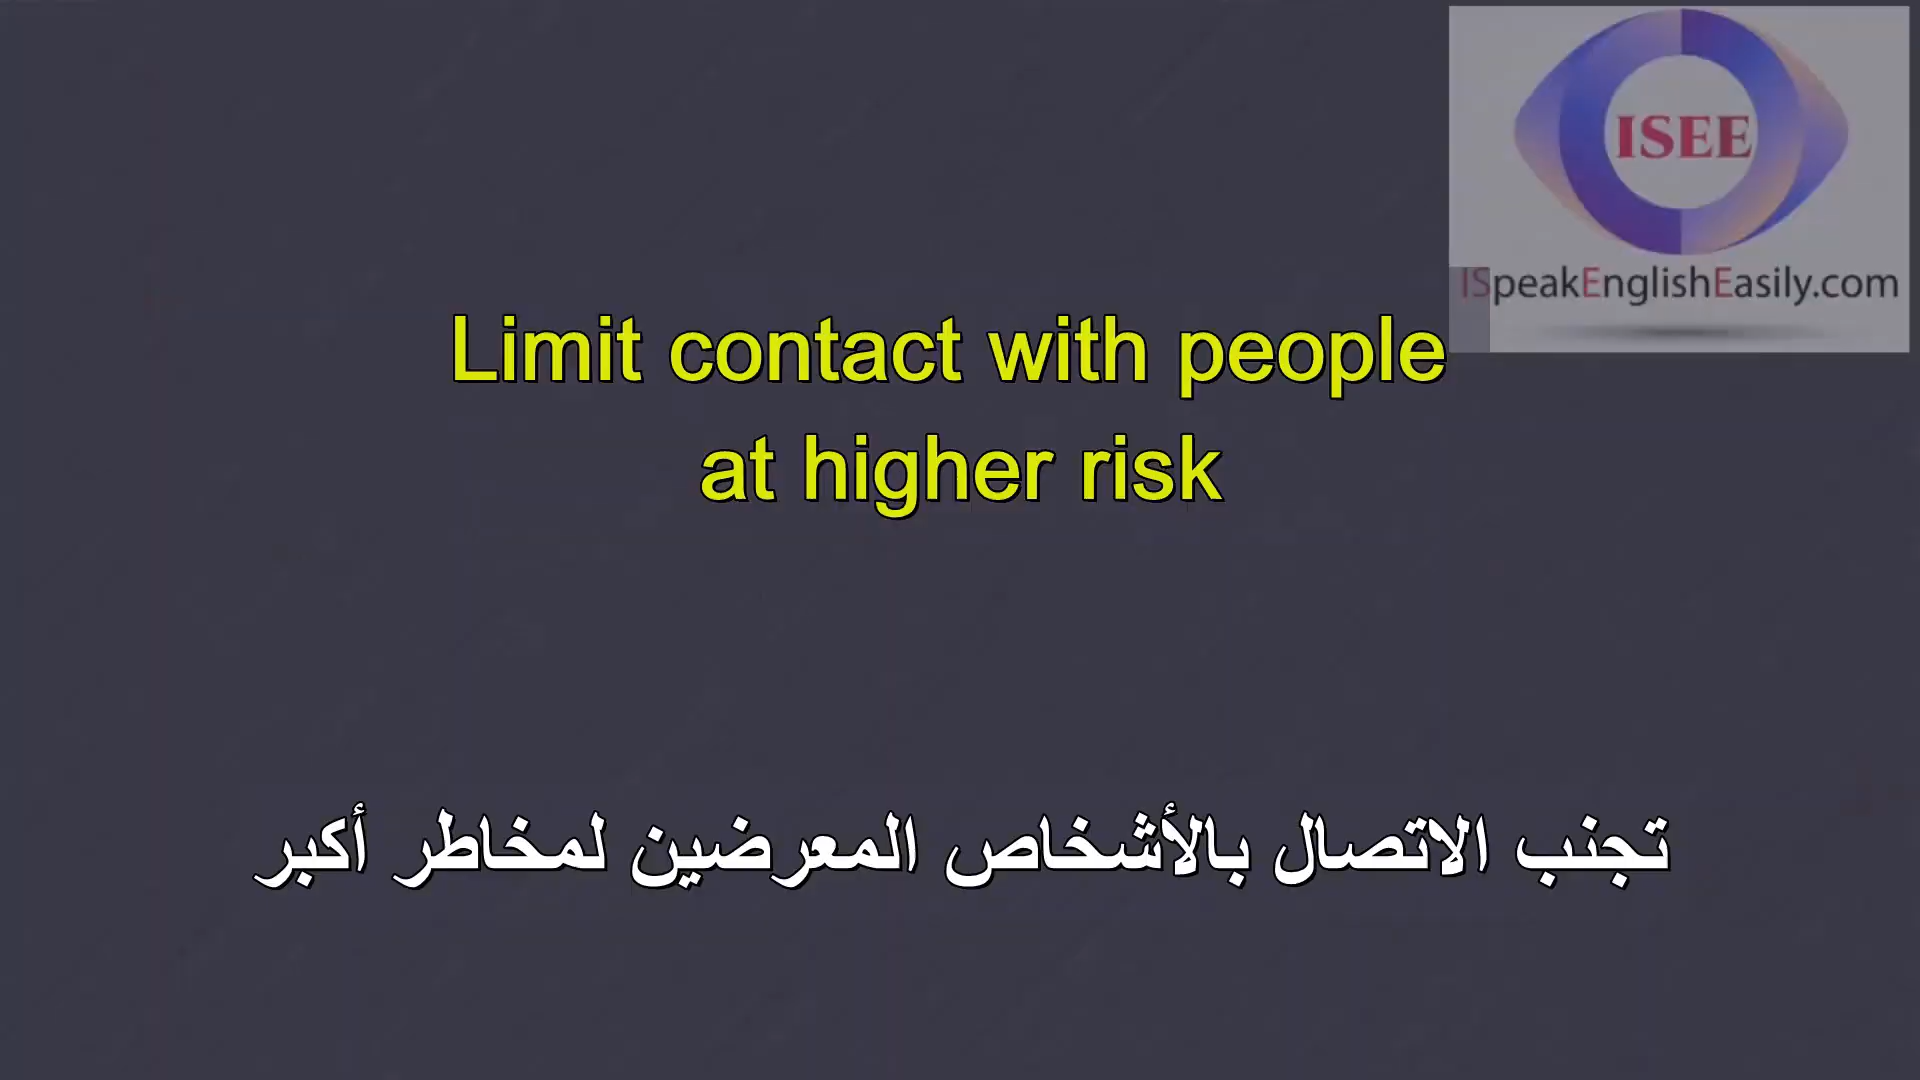 ISEE
ISpeakEnglishEasily.com
Limit contact with people
at higher risk
تجنب الاتصال بالأشخاص المعرضين لمخاطر أكبر